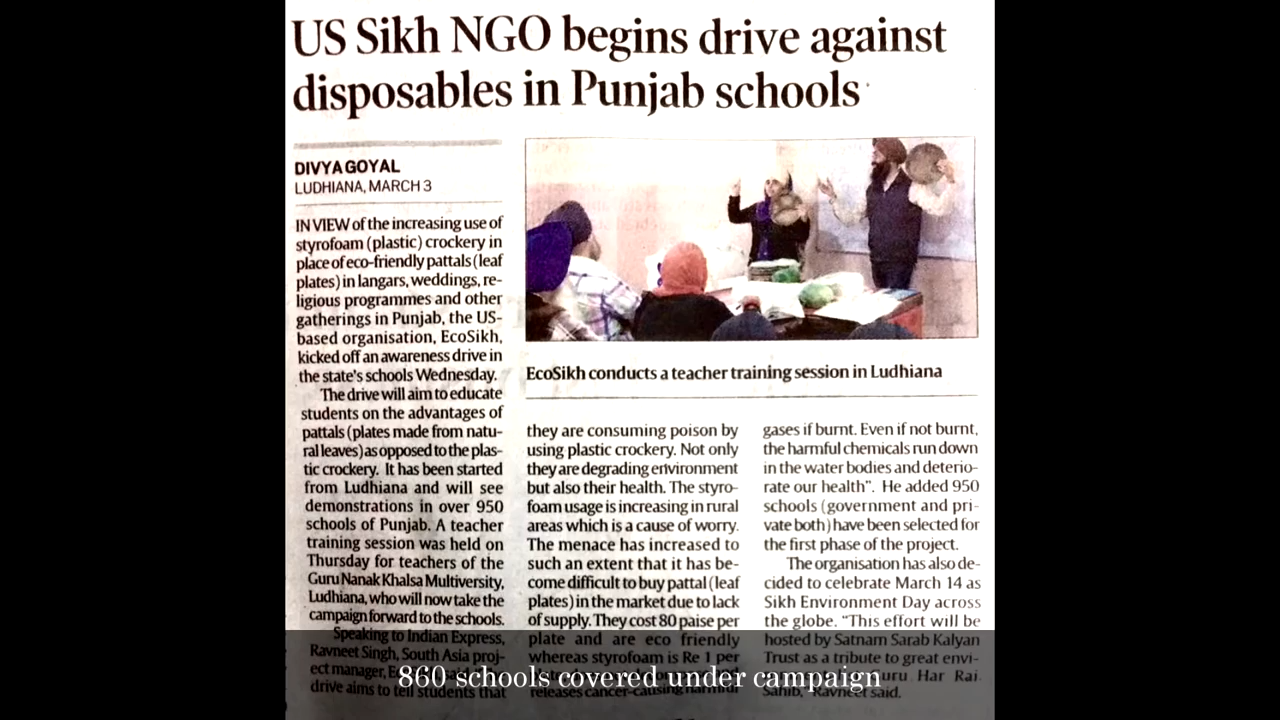 US Sikh NGO begins drive against
disposables in Punjab schools
DIVYA GOYAL
LUDHIANA, MARCH 3
IN VIEW of the increasing use of
styrofoam (plastic) crockery in
place of eco-friendly pattals (leaf
plates) in langars, weddings, re-
ligious programmes and other
gatherings in Punjab, the US-
based organisation, EcoSikh,
kicked off an awareness drive in
the state's schools Wednesday.
The drive will aim to educate
students on the advantages of
pattals (plates made from natu-
ral leaves) as opposed to the plas-
tic crockery. It has been started
from Ludhiana and will see
demonstrations in over 950
schools of Punjab. A teacher
training session was held on
Thursday for teachers of the
Guru Nanak Khalsa Multiversity,
Ludhiana, who will now take the
campaign forward to the schools.
Speaking to Indian Express,
Ravneet Singh, South Asia proj-
ect manager,
drive aims to tell students that
EcoSikh conducts a teacher training session in Ludhiana
they are consuming poison by
using plastic crockery. Not only
they are degrading environment
but also their health. The styro-
foam usage is increasing in rural
areas which is a cause of worry.
The menace has increased to
such an extent that it has be-
come difficult to buy pattal (leaf
plates) in the market due to lack
of supply. They cost 80 paise per
plate and are eco friendly
whereas styrofoam is Re 1 per
releases cancer-causing harmful
gases if burnt. Even if not burnt,
the harmful chemicals run down
in the water bodies and deterio-
rate our health". He added 950
schools (government and pri-
vate both) have been selected for
the first phase of the project.
The organisation has also de-
cided to celebrate March 14 as
Sikh Environment Day across
the globe. "This effort will be
hosted by Satnam Sarab Kalyan
Trust as a tribute to great envi-
Guru Har Rai
Sahib," Ravneet said.
860 schools covered under campaign